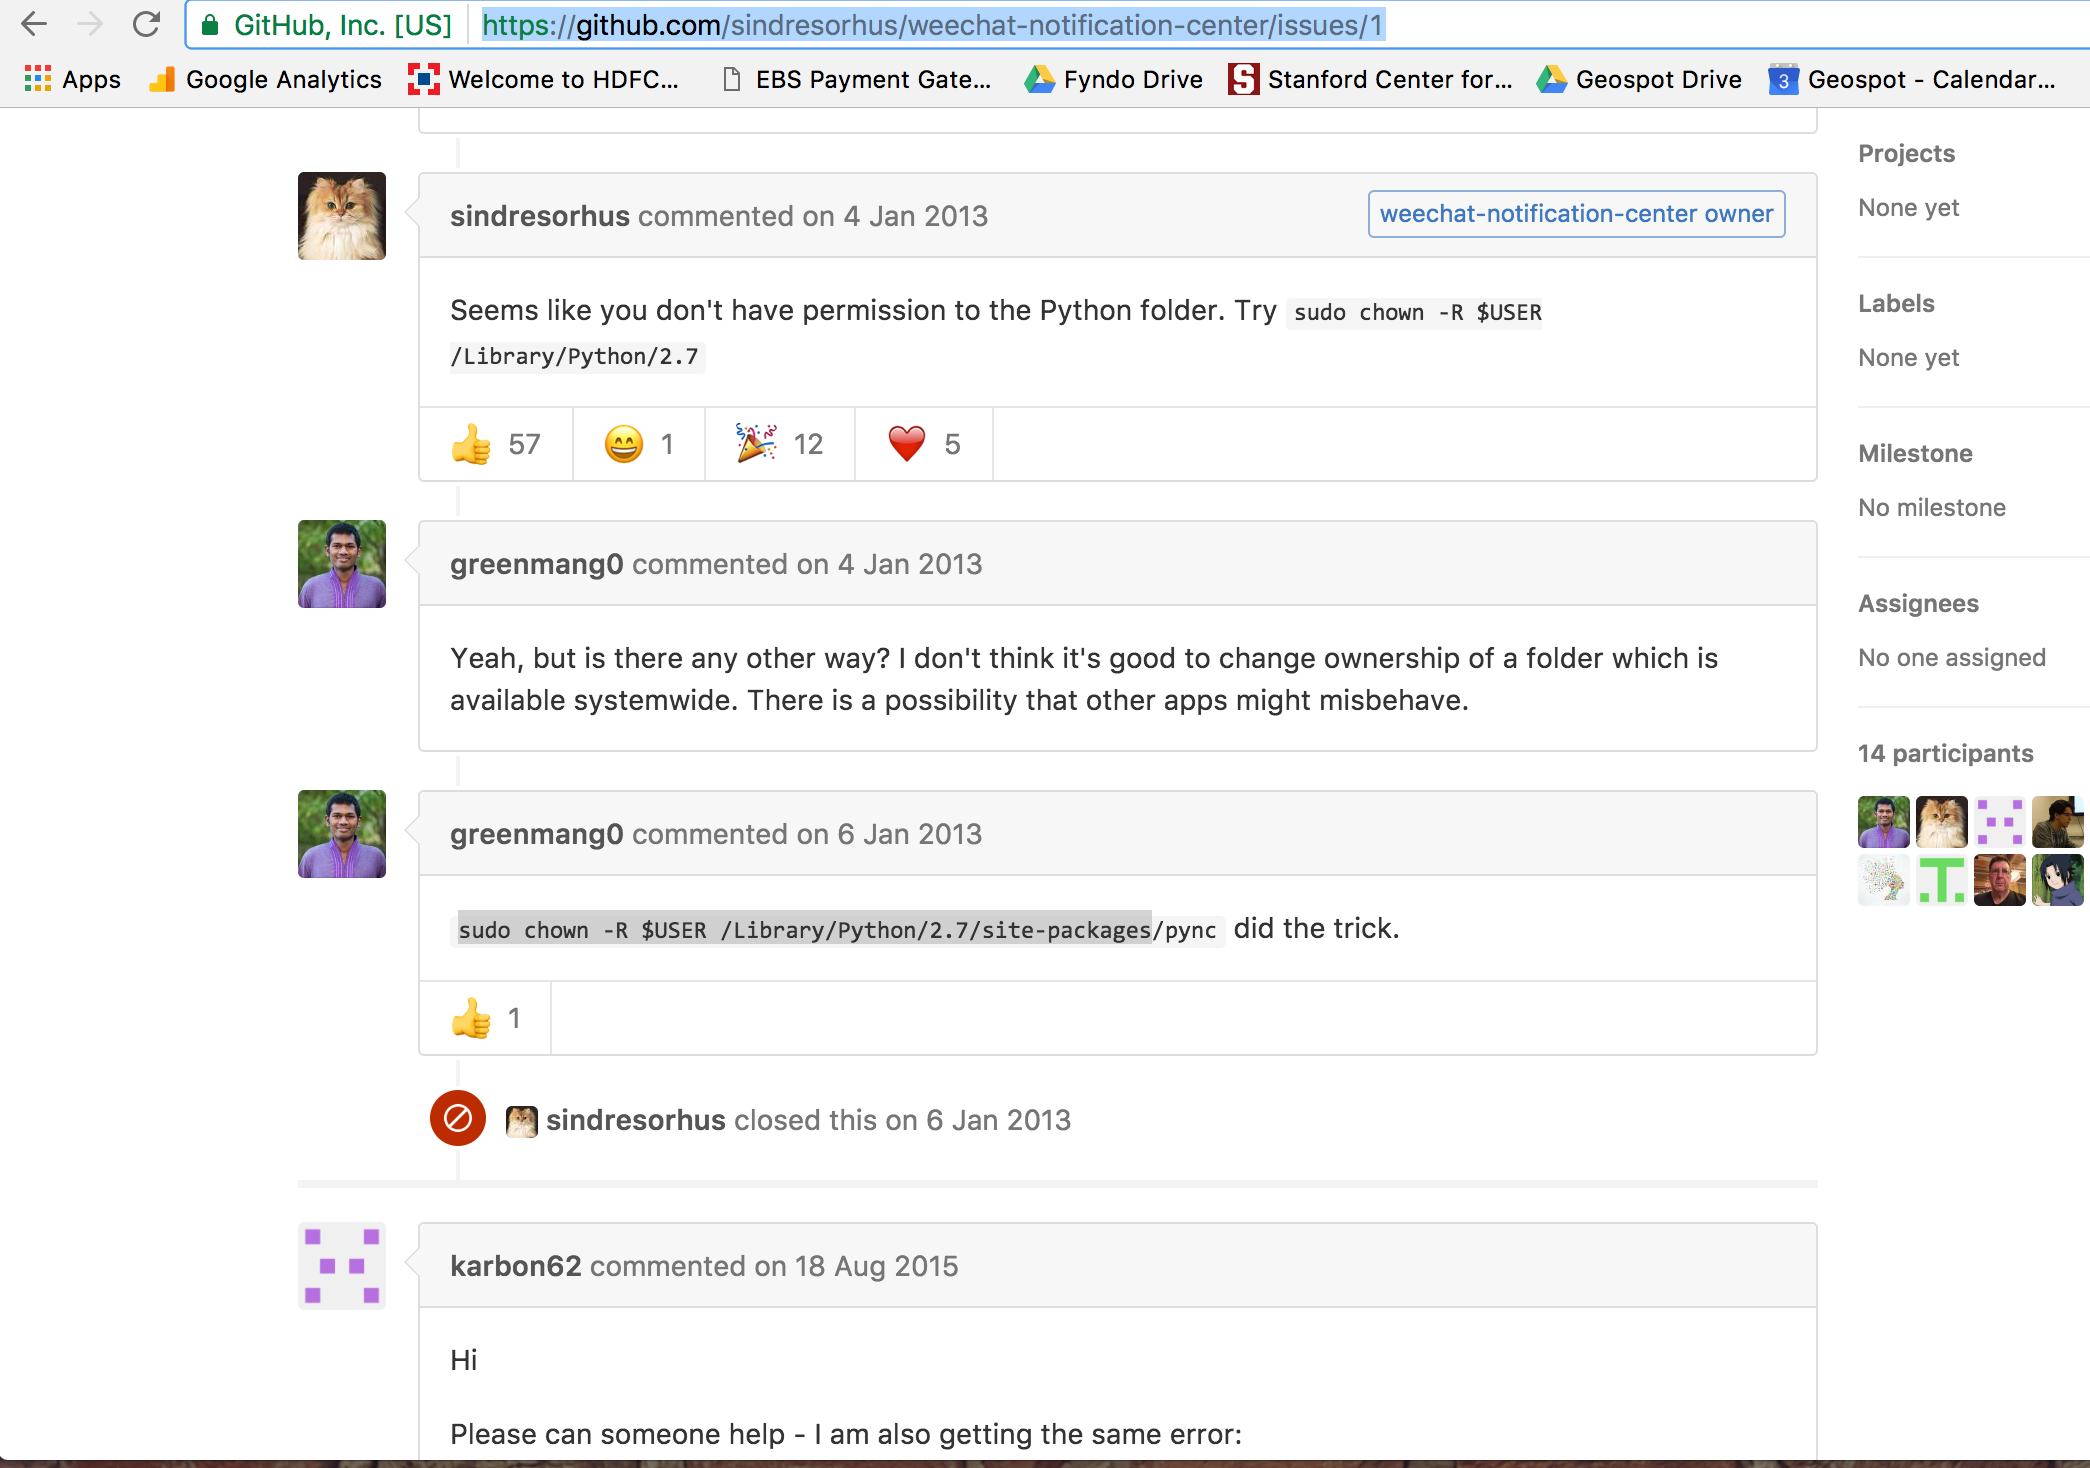 GitHub, Inc. [US] https://github.com/sindresorhus/weechat-notification-center/issues/1
Apps Google Analytics Welcome to HDFC... EBS Payment Gate... Fyndo Drive S Stanford Center for... Geospot Drive 3 Geospot - Calendar...
sindresorhus commented on 4 Jan 2013 weechat-notification-center owner
Seems like you don't have permission to the Python folder. Try sudo chown -R $USER
/Library/Python/2.7
57 1 12 5
greenmang0 commented on 4 Jan 2013
Yeah, but is there any other way? I don't think it's good to change ownership of a folder which is
available systemwide. There is a possibility that other apps might misbehave.
greenmang0 commented on 6 Jan 2013
sudo chown -R $USER /Library/Python/2.7/site-packages/pync did the trick.
1
sindresorhus closed this on 6 Jan 2013
karbon62 commented on 18 Aug 2015
Hi
Please can someone help - I am also getting the same error:
Projects
None yet
Labels
None yet
Milestone
No milestone
Assignees
No one assigned
14 participants